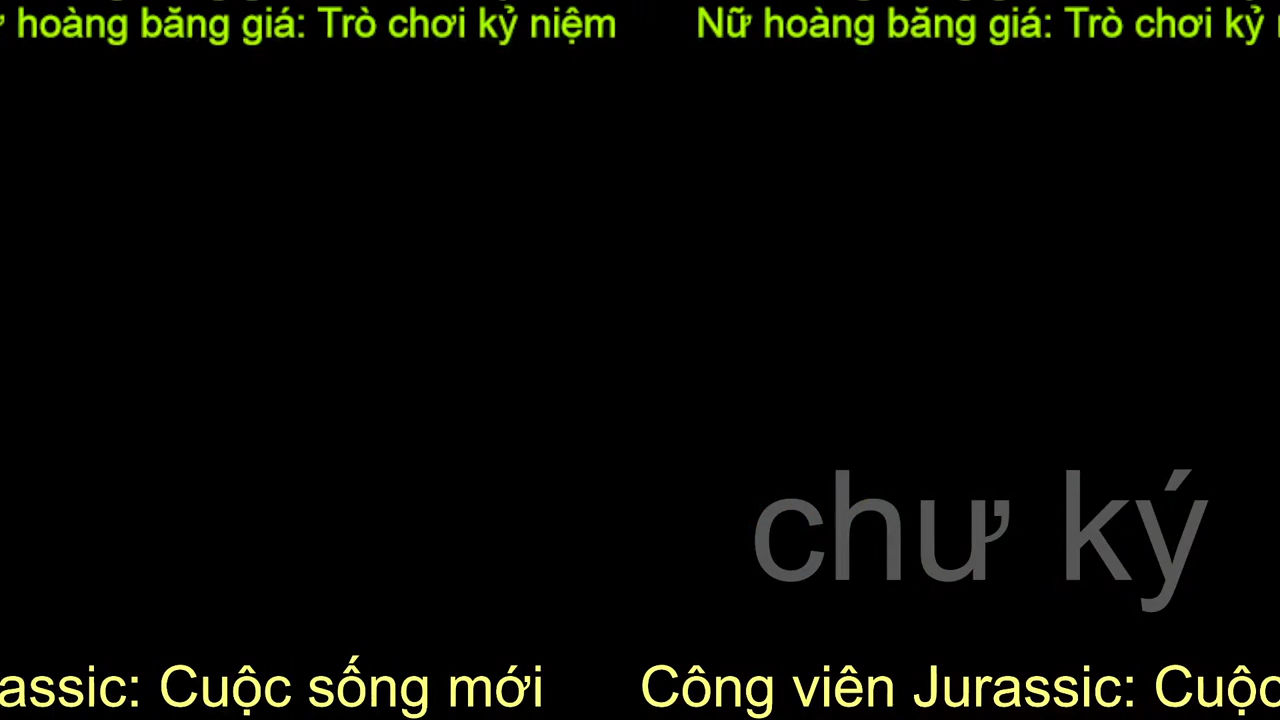 hoàng băng giá: Trò chơi kỷ niệm Nữ hoàng băng giá: Trò chơi kỷ
chư ký
assic: Cuộc sống mới Công viên Jurassic: Cuộc